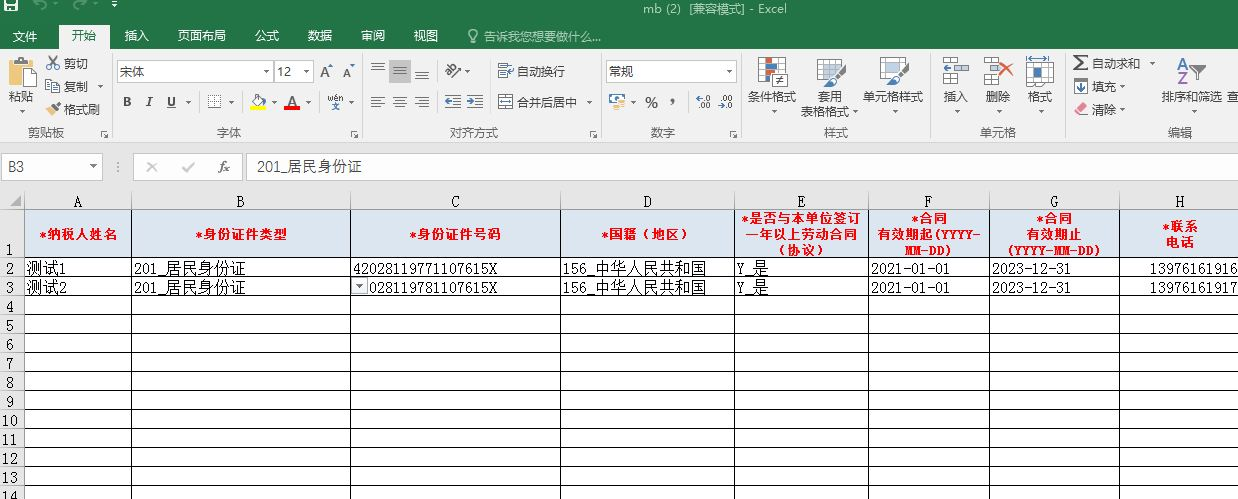 mb (2) [兼容模式] - Excel
文件 开始 插入 页面布局 公式 数据 审阅 视图 告诉我您想要做什么...
粘贴 剪切 复制 格式刷 剪贴板
宋体 12 A A
B I U A wén 文 字体
自动换行 合并后居中 对齐方式
常规 % , .00 .00 数字
条件格式 套用 表格格式 单元格样式 样式
插入 删除 格式 单元格
自动求和 填充 清除 排序和筛选 查 编辑
B3 fx 201_居民身份证
A B C D E F G H
1 *纳税人姓名 *身份证件类型 *身份证件号码 *国籍（地区） *是否与本单位签订一年以上劳动合同（协议） *合同有效期起(YYYY-MM-DD) *合同有效期止(YYYY-MM-DD) *联系电话
2 测试1 201_居民身份证 42028119771107615X 156_中华人民共和国 Y_是 2021-01-01 2023-12-31 13976161916
3 测试2 201_居民身份证 028119781107615X 156_中华人民共和国 Y_是 2021-01-01 2023-12-31 13976161917
4
5
6
7
8
9
10
11
12
13
14